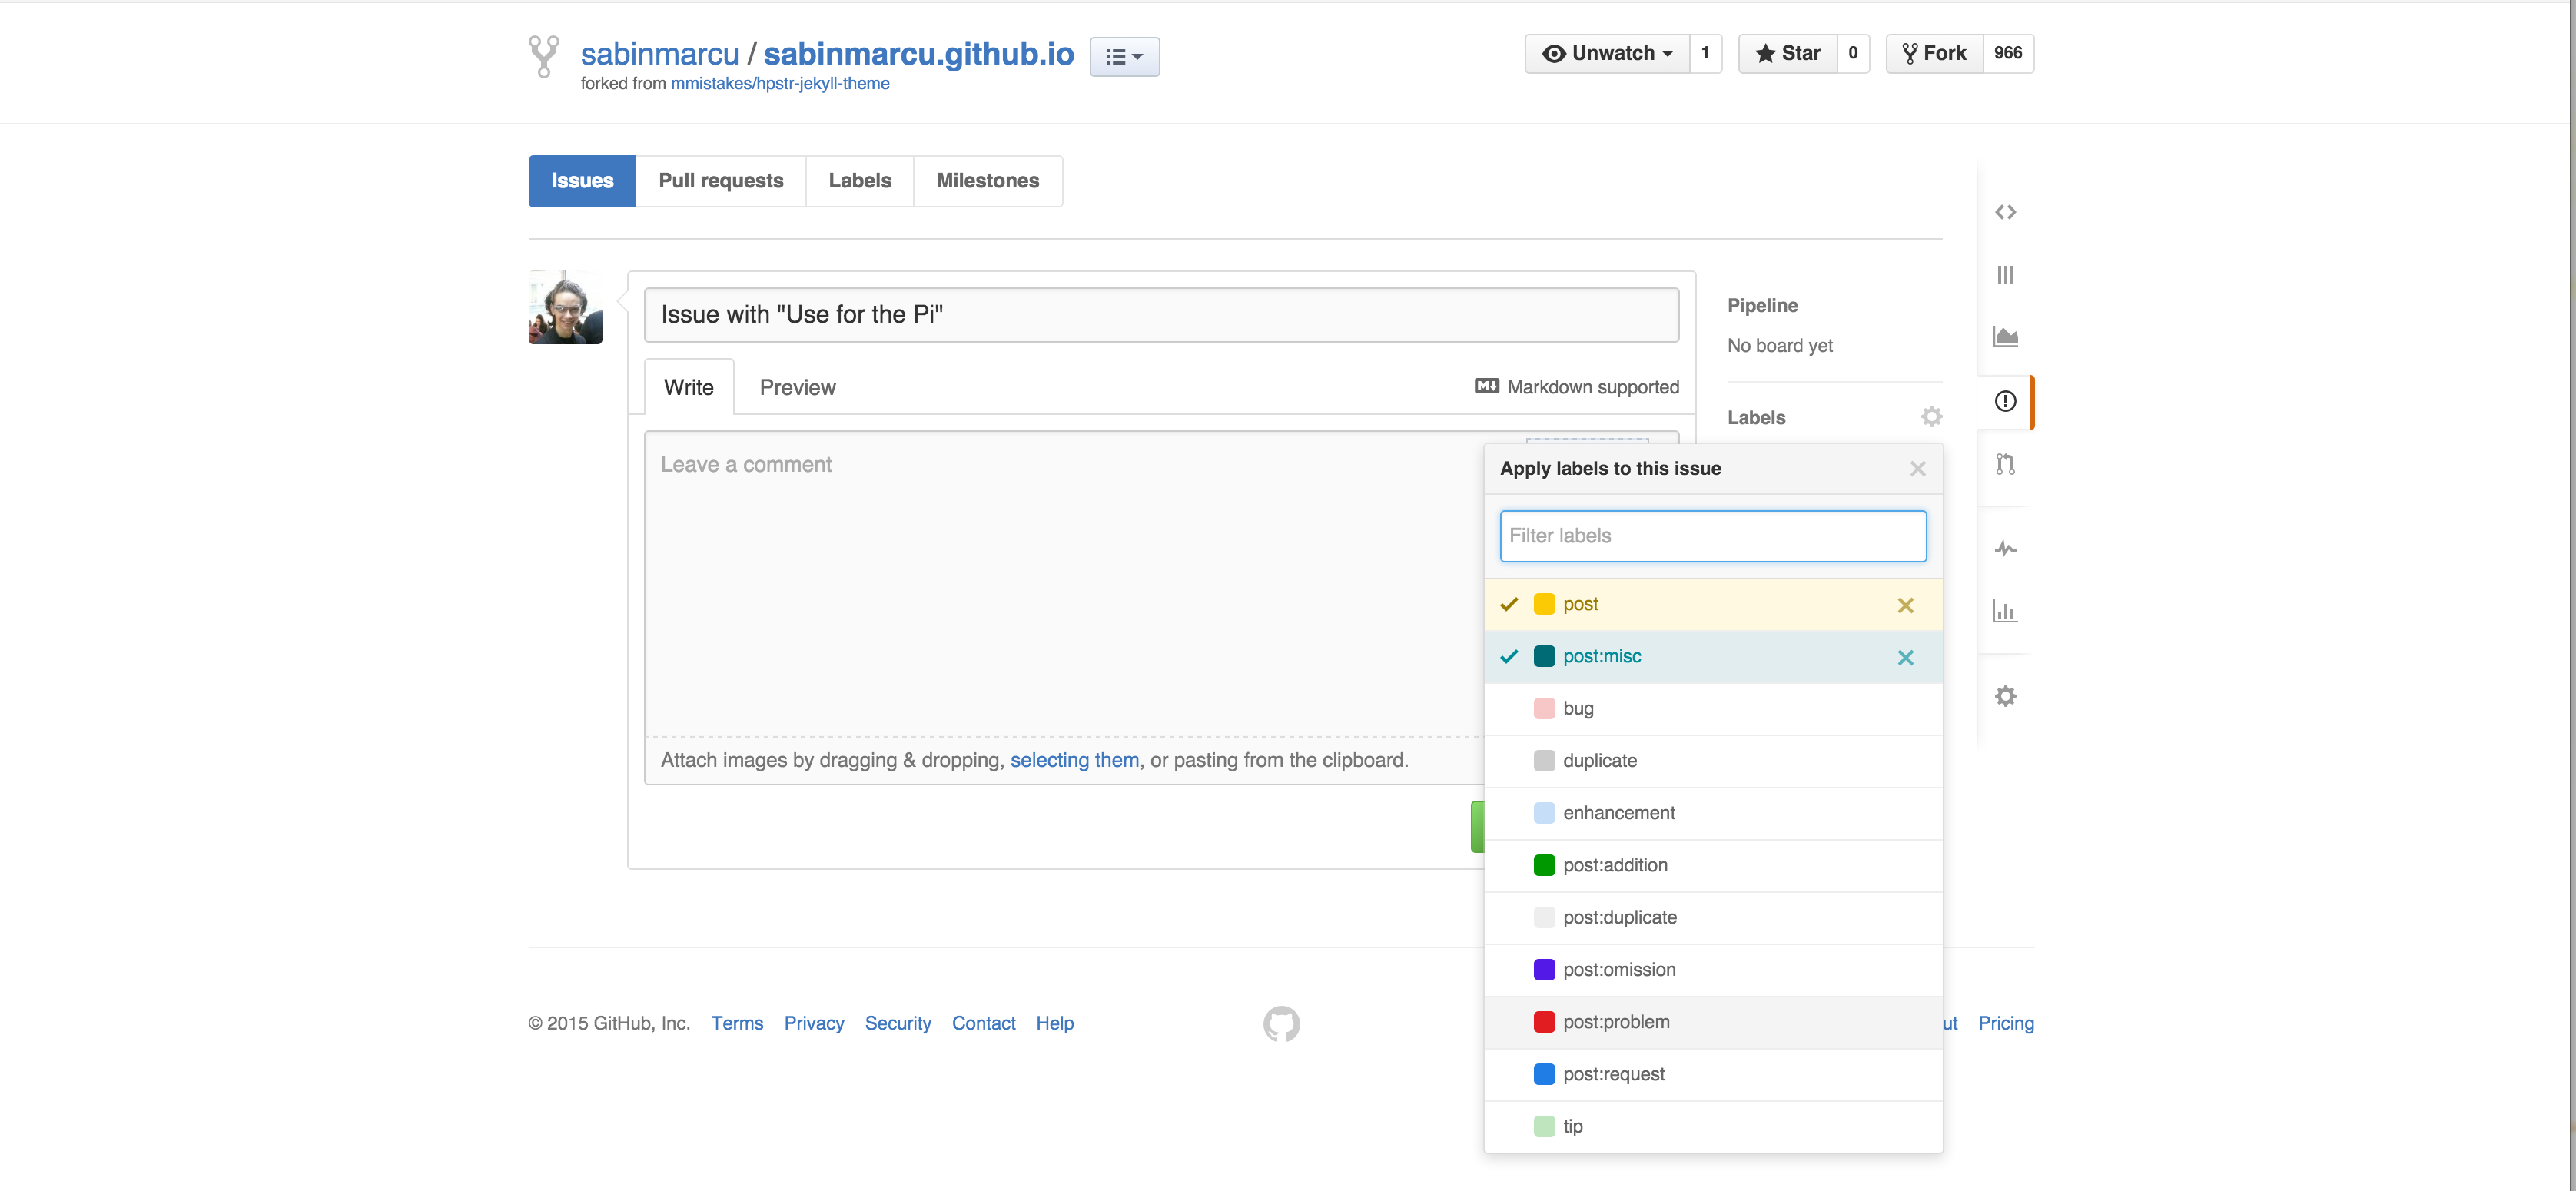 sabinmarcu / sabinmarcu.github.io
forked from mmistakes/hpstr-jekyll-theme
Unwatch 1
Star 0
Fork 966
Issues
Pull requests
Labels
Milestones
Issue with "Use for the Pi"
Write
Preview
Markdown supported
Leave a comment
Attach images by dragging & dropping, selecting them, or pasting from the clipboard.
Pipeline
No board yet
Labels
Apply labels to this issue
Filter labels
post
post:misc
bug
duplicate
enhancement
post:addition
post:duplicate
post:omission
post:problem
post:request
tip
© 2015 GitHub, Inc. Terms Privacy Security Contact Help
ut Pricing